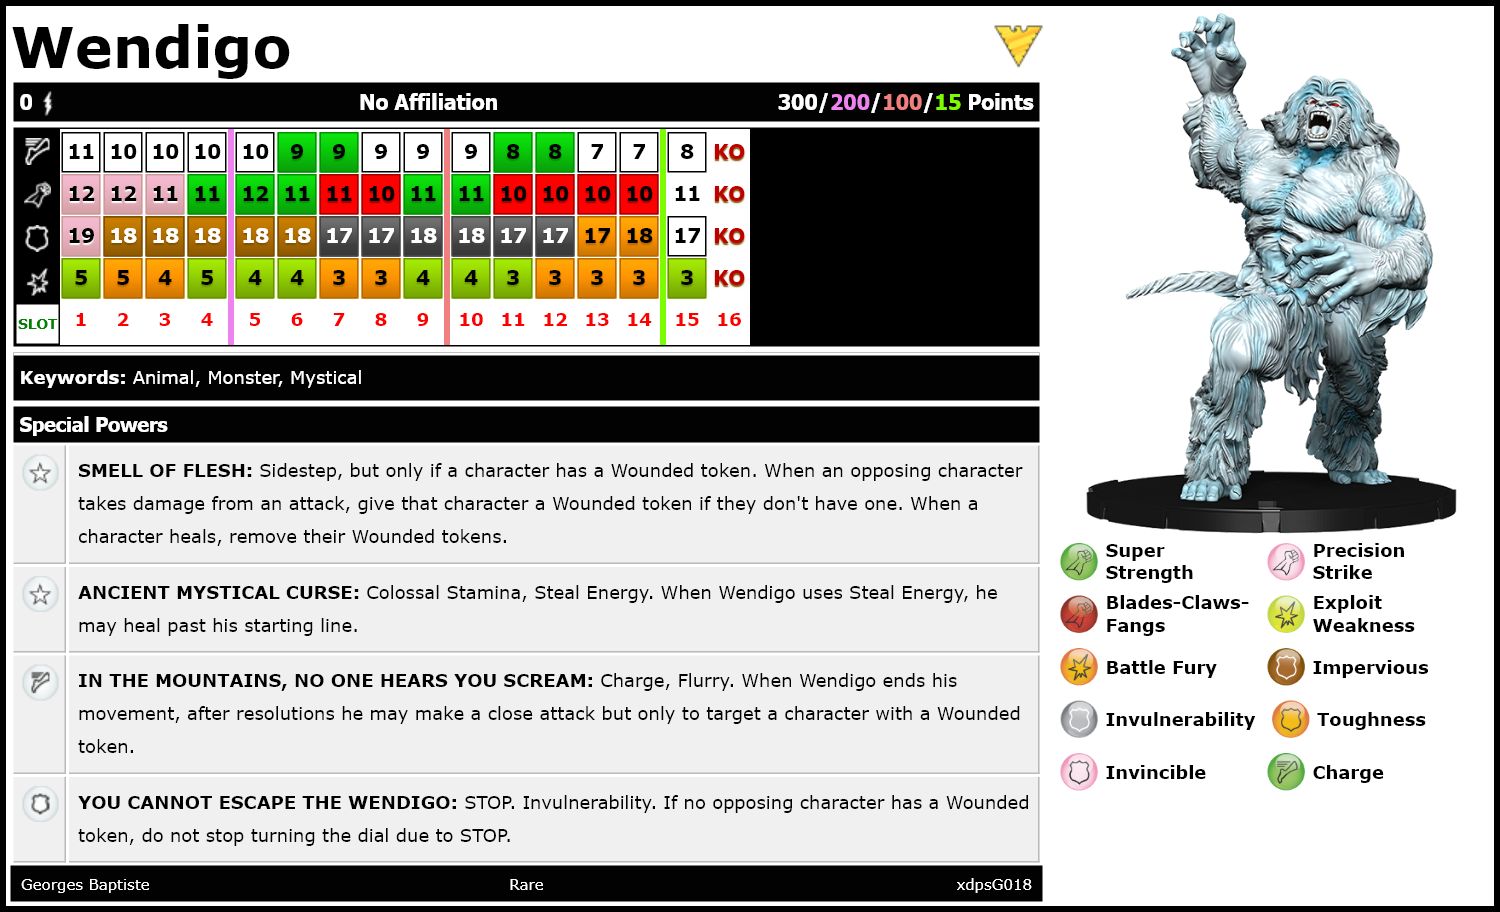 Wendigo
0 No Affiliation 300/200/100/15 Points
11 10 10 10 10 9 9 9 9 9 8 8 7 7 8 KO
12 12 11 11 12 11 11 10 11 11 10 10 10 10 11 KO
19 18 18 18 18 18 17 17 18 18 17 17 17 18 17 KO
5 5 4 5 4 4 3 3 4 4 3 3 3 3 3 KO
SLOT 1 2 3 4 5 6 7 8 9 10 11 12 13 14 15 16
Keywords: Animal, Monster, Mystical
Special Powers
SMELL OF FLESH: Sidestep, but only if a character has a Wounded token. When an opposing character
takes damage from an attack, give that character a Wounded token if they don't have one. When a
character heals, remove their Wounded tokens.
ANCIENT MYSTICAL CURSE: Colossal Stamina, Steal Energy. When Wendigo uses Steal Energy, he
may heal past his starting line.
IN THE MOUNTAINS, NO ONE HEARS YOU SCREAM: Charge, Flurry. When Wendigo ends his
movement, after resolutions he may make a close attack but only to target a character with a Wounded
token.
YOU CANNOT ESCAPE THE WENDIGO: STOP. Invulnerability. If no opposing character has a Wounded
token, do not stop turning the dial due to STOP.
Georges Baptiste Rare xdpsG018
Super
Strength
Precision
Strike
Blades-Claws-
Fangs
Exploit
Weakness
Battle Fury
Impervious
Invulnerability
Toughness
Invincible
Charge